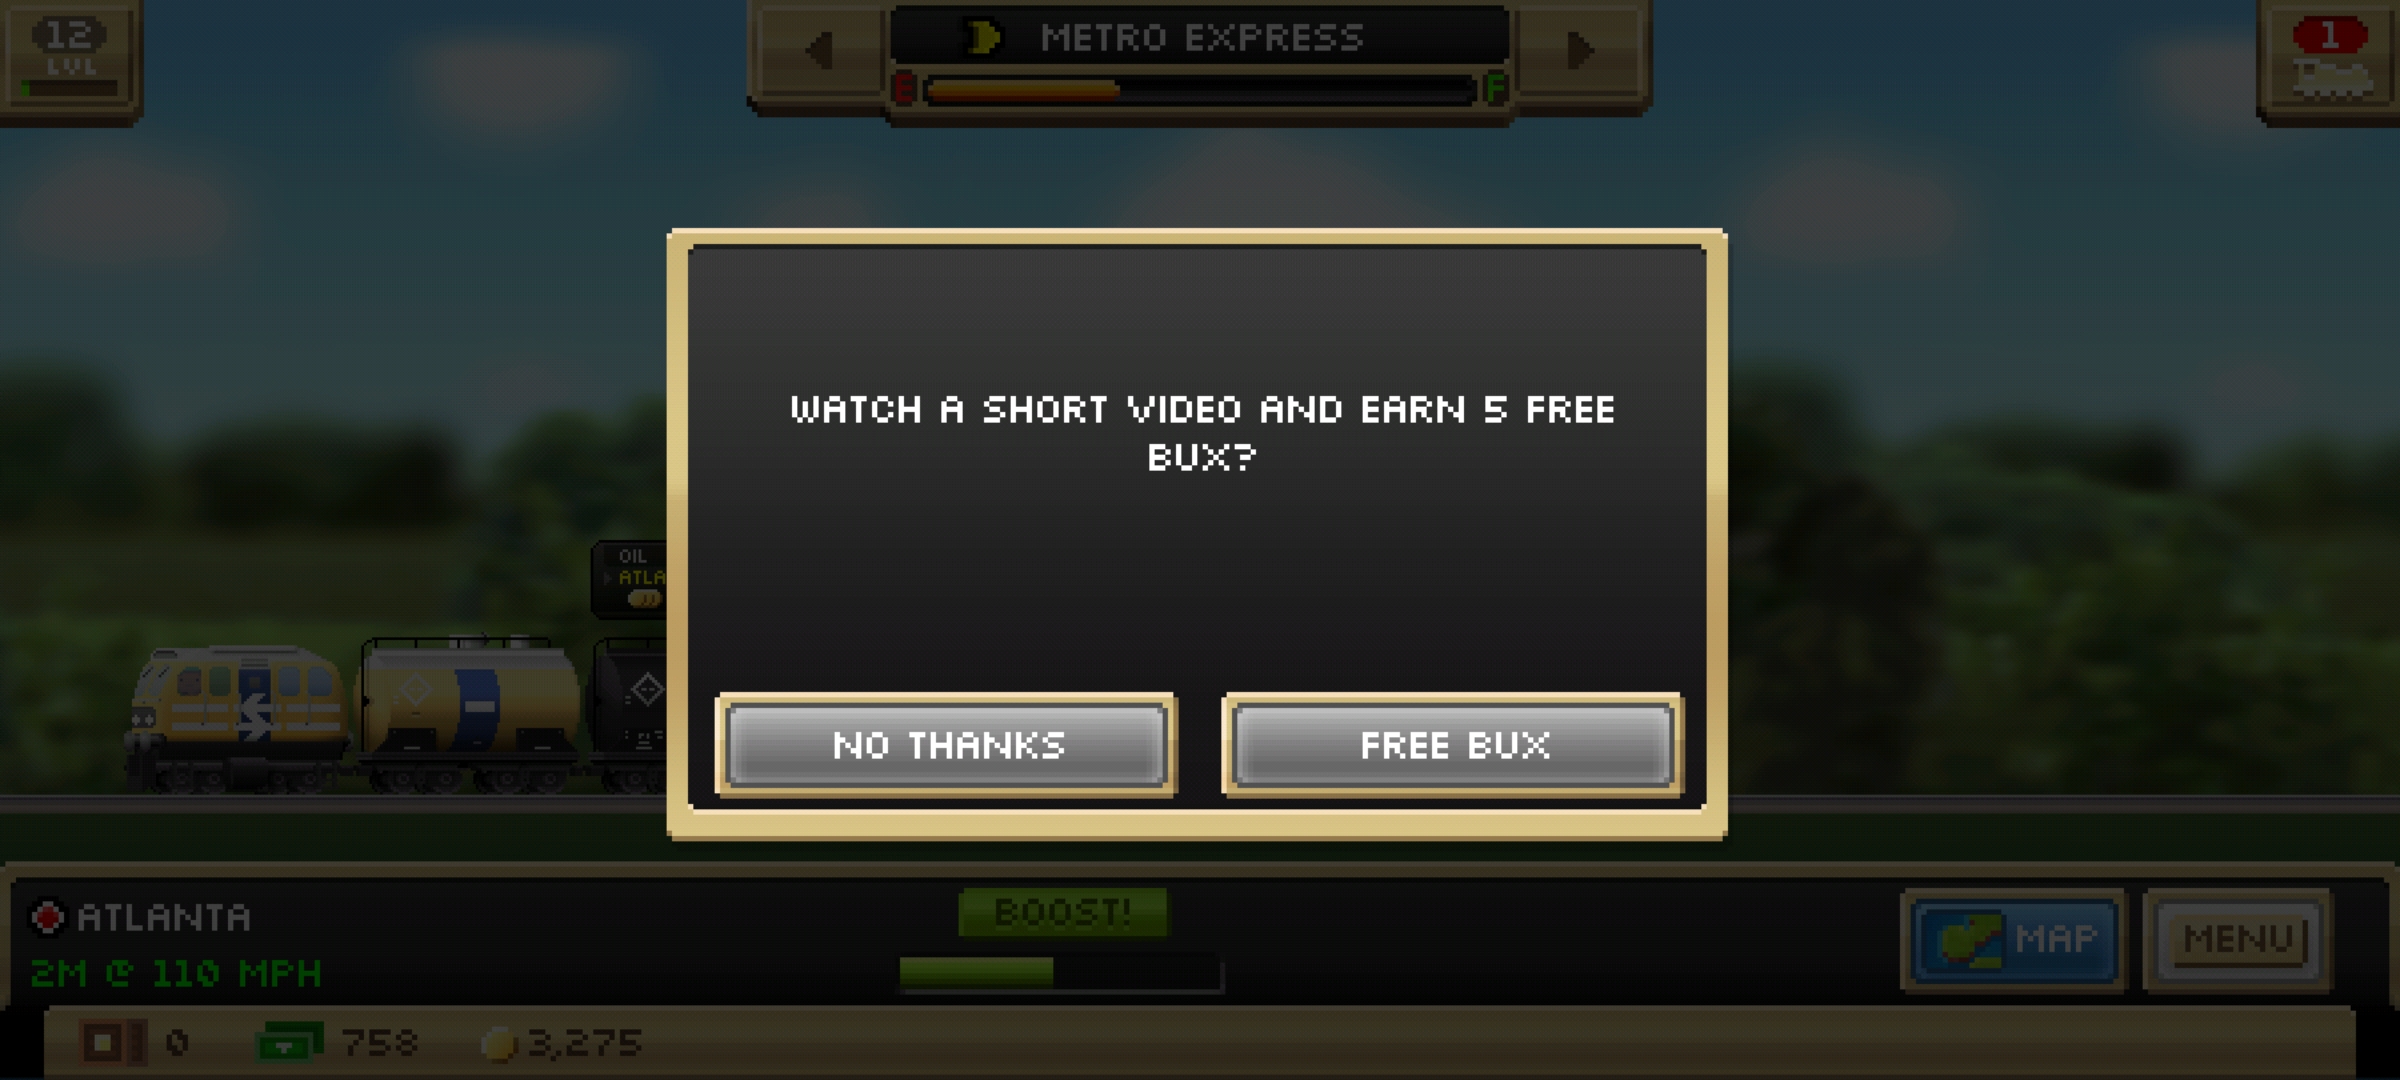 12
LVL
METRO EXPRESS
E
F
1
WATCH A SHORT VIDEO AND EARN 5 FREE
BUX?
OIL
NO THANKS
FREE BUX
ATLANTA
2M @ 110 MPH
BOOST!
MAP
MENU
0
758
3,275